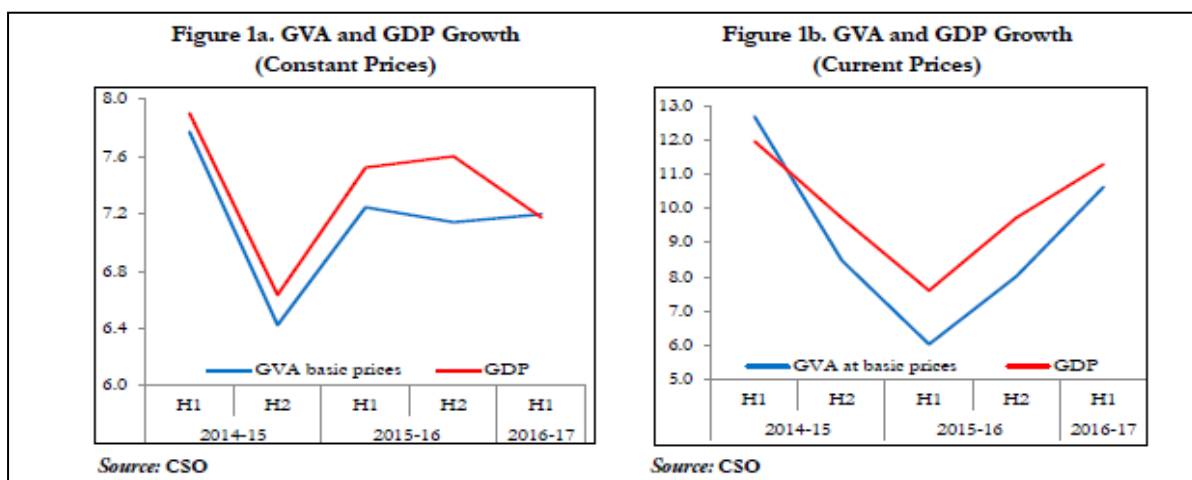 Figure 1a. GVA and GDP Growth
(Constant Prices)
8.0
7.6
7.2
6.8
6.4
6.0
GVA basic prices GDP
H1 H2 H1 H2 H1
2014-15 2015-16 2016-17
Source: CSO
Figure 1b. GVA and GDP Growth
(Current Prices)
13.0
12.0
11.0
10.0
9.0
8.0
7.0
6.0
5.0
GVA at basic prices GDP
H1 H2 H1 H2 H1
2014-15 2015-16 2016-17
Source: CSO